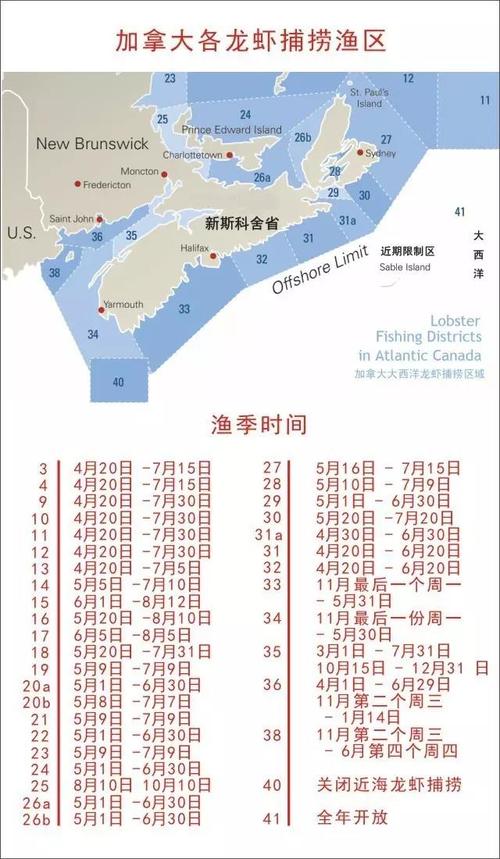 加拿大各龙虾捕捞渔区
23
12
St. Paul's
Island
11
24
25
Prince Edward Island
26b
27
New Brunswick
Charlottetown
Sydney
Moncton
26a
28
Fredericton
29
30
41
Saint John
新斯科舍省
31a
大西洋
U.S.
36
35
31
近期限制区
Halifax
32
Sable Island
38
Offshore Limit
Yarmouth
33
34
Lobster
Fishing Districts
in Atlantic Canada
加拿大大西洋龙虾捕捞区域
40
渔季时间
3 4月20日 -7月15日
4 4月20日 -7月15日
9 4月20日 -7月30日
10 4月20日 -7月30日
11 4月20日 -7月30日
12 4月20日 -7月30日
13 4月20日 -7月20日
14 5月5日 -7月10日
15 6月1日 -8月12日
16 5月20日 -8月10日
17 6月5日 -8月5日
18 5月20日 -7月31日
19 5月9日 -7月9日
20a 5月1日 -6月30日
20b 5月8日 -7月7日
21 5月9日 -7月9日
22 5月9日 -7月9日
23 5月9日 -7月9日
24 5月1日 -6月30日
25 8月10日 10月10日
26a 5月1日 -6月30日
26b 5月1日 -6月30日
27 5月16日 - 7月15日
28 5月10日 - 7月9日
29 5月1日 - 6月30日
30 5月20日 -7月20日
31a 4月30日 - 6月30日
31 4月20日 - 6月20日
32 4月20日 - 6月20日
33 11月最后一个周一
- 5月31日
34 11月最后一份周一
- 5月30日
35 3月1日 - 7月31日
10月15日 - 12月31 日
36 4月1日 - 6月29日
11月第二个周三
- 1月14日
38 11月第二个周三
- 6月第四个周四
40 关闭近海龙虾捕捞
41 全年开放